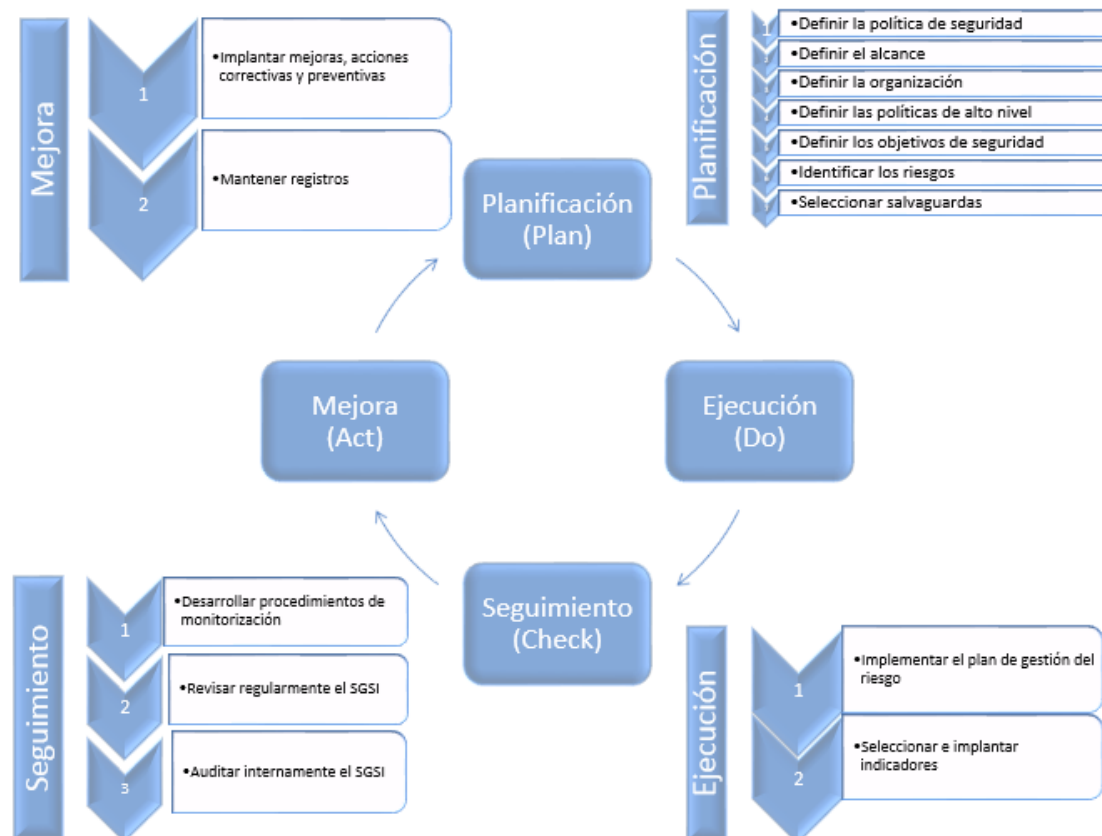 Mejora
1
•Implantar mejoras, acciones
correctivas y preventivas
2
•Mantener registros
Planificación
1
•Definir la política de seguridad
•Definir el alcance
•Definir la organización
•Definir las políticas de alto nivel
•Definir los objetivos de seguridad
•Identificar los riesgos
•Seleccionar salvaguardas
Planificación
(Plan)
Mejora
(Act)
Ejecución
(Do)
Seguimiento
(Check)
Seguimiento
1
•Desarrollar procedimientos de
monitorización
2
•Revisar regularmente el SGSI
3
•Auditar internamente el SGSI
Ejecución
1
•Implementar el plan de gestión del
riesgo
2
•Seleccionar e implantar
indicadores